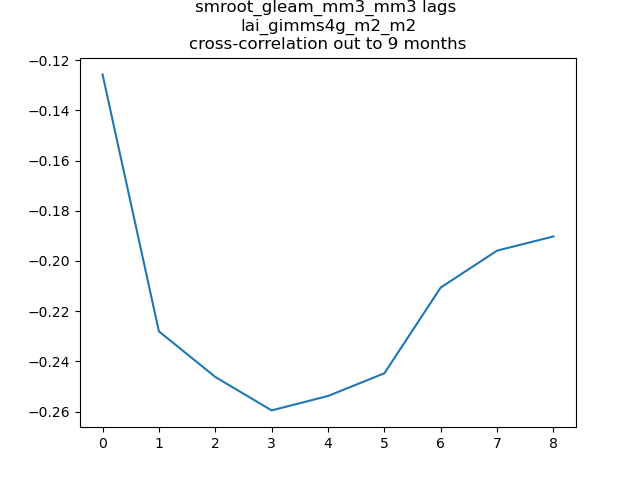 smroot_gleam_mm3_mm3 lags
lai_gimms4g_m2_m2
cross-correlation out to 9 months
−0.12
−0.14
−0.16
−0.18
−0.20
−0.22
−0.24
−0.26
0 1 2 3 4 5 6 7 8